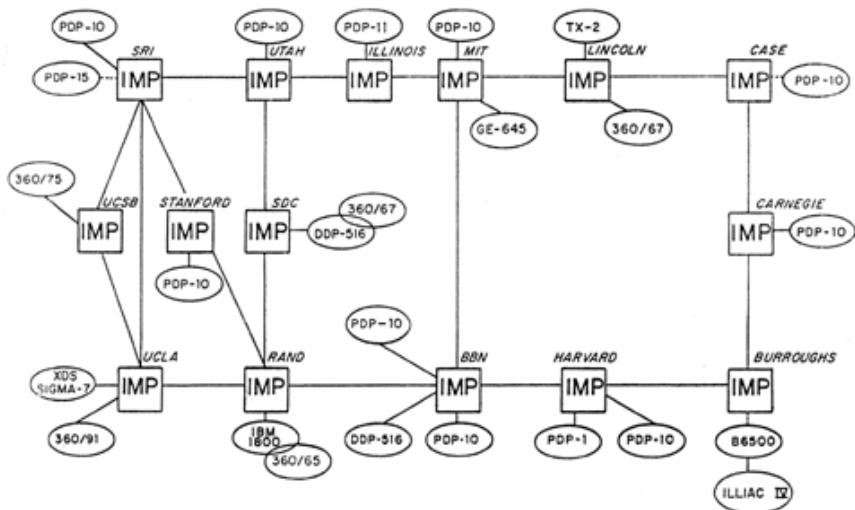 PDP-10
PDP-10
PDP-11
PDP-10
TX-2
SRI
UTAH
ILLINOIS
MIT
LINCOLN
CASE
PDP-15
IMP
IMP
IMP
IMP
IMP
IMP
PDP-10
GE-645
360/67
360/75
UCSB
STANFORD
SDC
360/67
CARNEGIE
IMP
IMP
IMP
DDP-516
IMP
PDP-10
PDP-10
PDP-10
UCLA
RAND
BBN
HARVARD
BURROUGHS
XDS
SIGMA-7
IMP
IMP
IMP
IMP
IMP
360/91
IBM
1800
360/65
DDP-516
PDP-10
PDP-1
PDP-10
B6500
ILLIAC IV